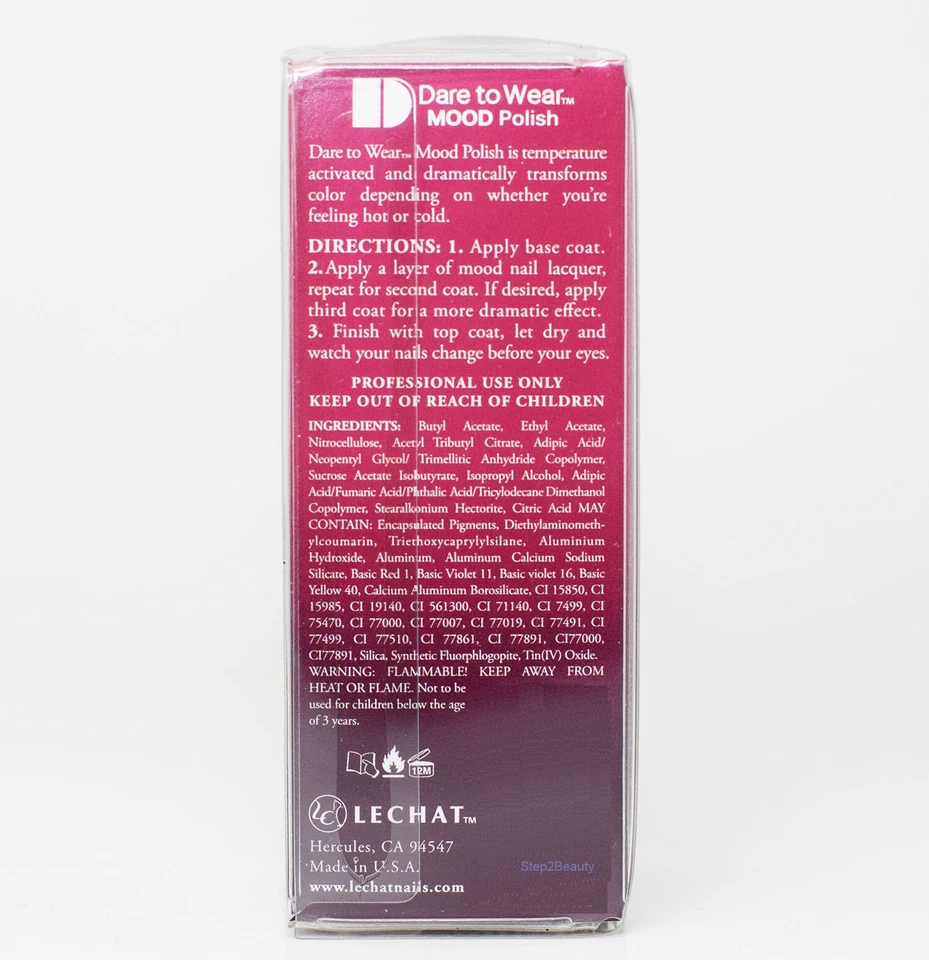 Dare to Wear™
MOOD Polish
Dare to Wear™ Mood Polish is temperature
activated and dramatically transforms
color depending on whether you're
feeling hot or cold.
DIRECTIONS: 1. Apply base coat.
2. Apply a layer of mood nail lacquer,
repeat for second coat. If desired, apply
third coat for a more dramatic effect.
3. Finish with top coat, let dry and
watch your nails change before your eyes.
PROFESSIONAL USE ONLY
KEEP OUT OF REACH OF CHILDREN
INGREDIENTS: Butyl Acetate, Ethyl Acetate,
Nitrocellulose, Acetyl Tributyl Citrate, Adipic Acid/
Neopentyl Glycol/ Trimellitic Anhydride Copolymer,
Sucrose Acetate Isobutyrate, Isopropyl Alcohol, Adipic
Acid/Fumaric Acid/Phthalic Acid/Tricylodecane Dimethanol
Copolymer, Stearalkonium Hectorite, Citric Acid MAY
CONTAIN: Encapsulated Pigments, Diethylaminometh-
ylcoumarin, Triethoxycaprylylsilane, Aluminium
Hydroxide, Aluminum, Aluminum Calcium Sodium
Silicate, Basic Red 1, Basic Violet 11, Basic violet 16, Basic
Yellow 40, Calcium Aluminum Borosilicate, CI 15850, CI
15985, CI 19140, CI 561300, CI 71140, CI 7499, CI
75470, CI 77000, CI 77007, CI 77019, CI 77491, CI
77499, CI 77510, CI 77861, CI 77891, CI77000,
CI77891, Silica, Synthetic Fluorphlogopite, Tin(IV) Oxide.
WARNING: FLAMMABLE! KEEP AWAY FROM
HEAT OR FLAME. Not to be
used for children below the age
of 3 years.
12M
LC LECHAT™
Hercules, CA 94547
Made in U.S.A.
www.lechatnails.com
Step2Beauty